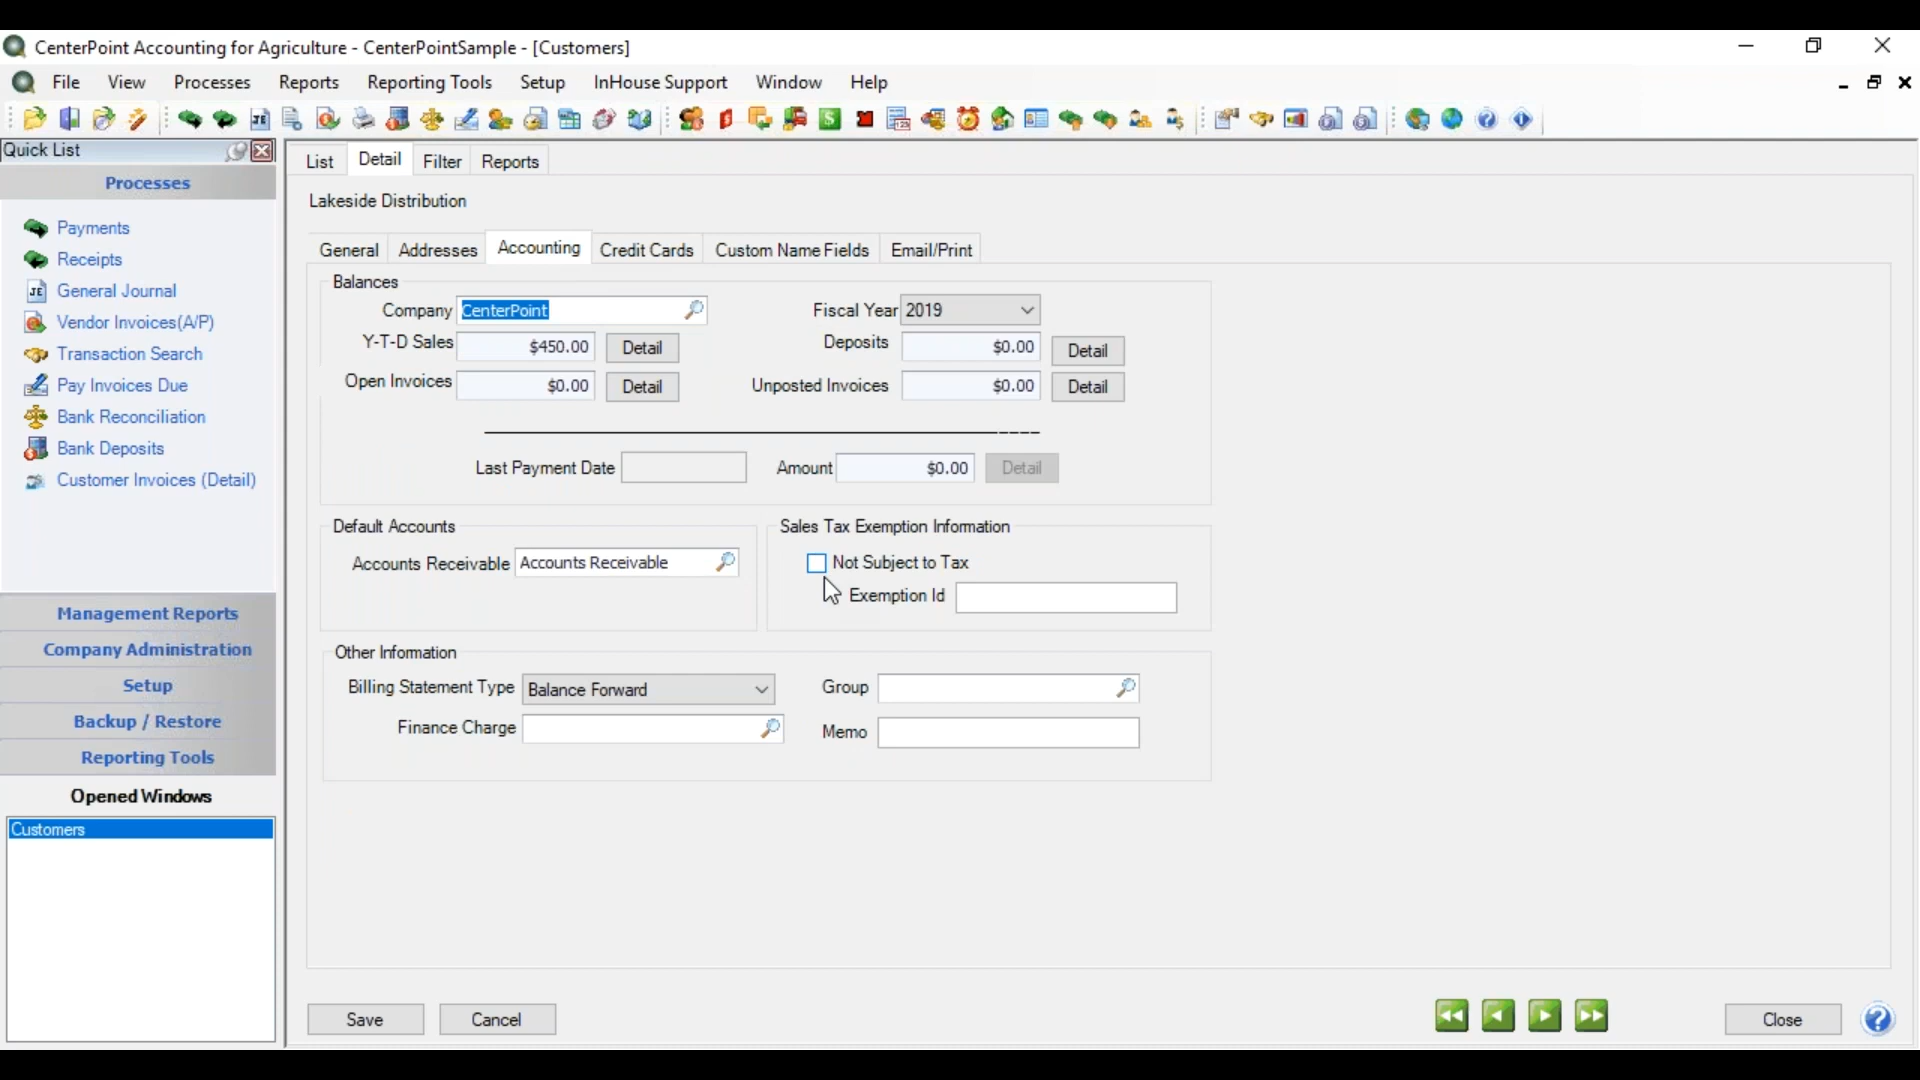 CenterPoint Accounting for Agriculture - CenterPointSample - [Customers]
File View Processes Reports Reporting Tools Setup InHouse Support Window Help
Quick List
Processes
Payments
Receipts
General Journal
Vendor Invoices(A/P)
Transaction Search
Pay Invoices Due
Bank Reconciliation
Bank Deposits
Customer Invoices (Detail)
Management Reports
Company Administration
Setup
Backup / Restore
Reporting Tools
Opened Windows
Customers
List Detail Filter Reports
Lakeside Distribution
General Addresses Accounting Credit Cards Custom Name Fields Email/Print
Balances
Company CenterPoint Fiscal Year 2019
Y-T-D Sales $450.00 Detail Deposits $0.00 Detail
Open Invoices $0.00 Detail Unposted Invoices $0.00 Detail
Last Payment Date Amount $0.00 Detail
Default Accounts
Accounts Receivable Accounts Receivable
Sales Tax Exemption Information
Not Subject to Tax
Exemption Id
Other Information
Billing Statement Type Balance Forward Group
Finance Charge Memo
Save Cancel Close